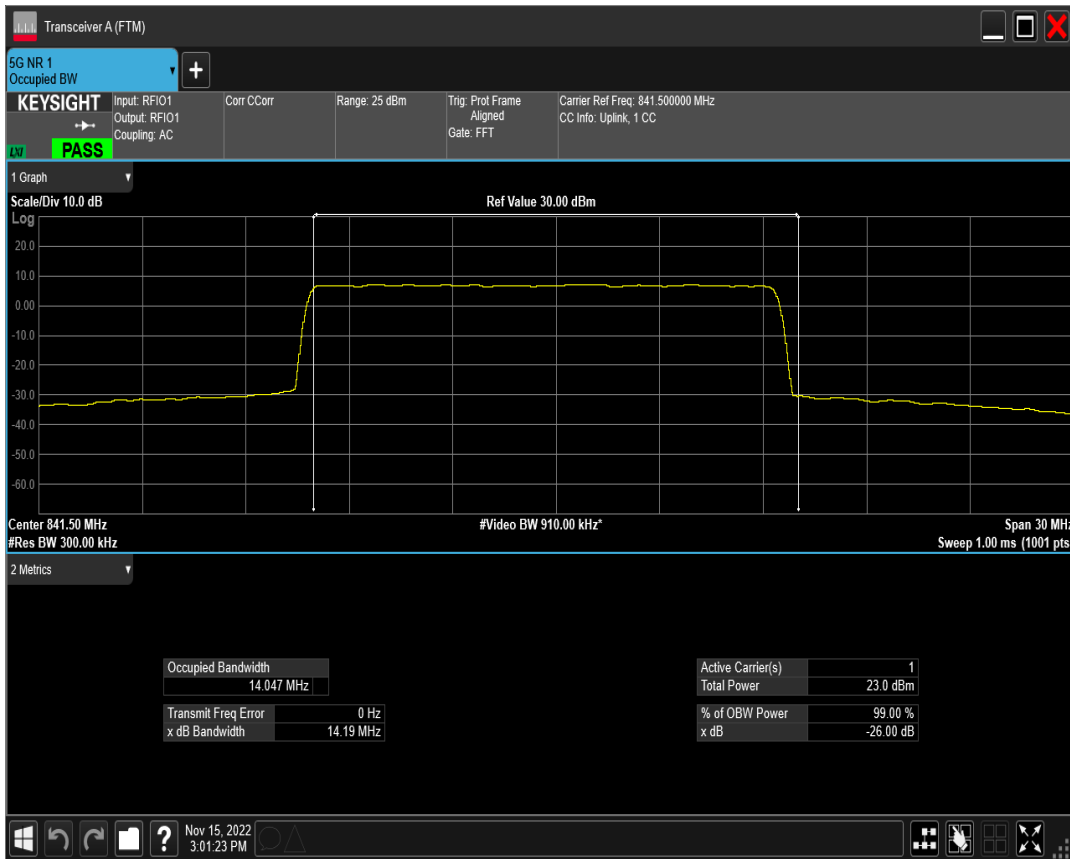 Transceiver A (FTM)
5G NR 1
Occupied BW
+
KEYSIGHT
LXI
PASS
Input: RFIO1
Output: RFIO1
Coupling: AC
Corr CCorr
Range: 25 dBm
Trig: Prot Frame
Aligned
Gate: FFT
Carrier Ref Freq: 841.500000 MHz
CC Info: Uplink, 1 CC
1 Graph
Scale/Div 10.0 dB
Ref Value 30.00 dBm
Log
20.0
10.0
0.00
-10.0
-20.0
-30.0
-40.0
-50.0
-60.0
Center 841.50 MHz
#Video BW 910.00 kHz*
Span 30 MHz
#Res BW 300.00 kHz
Sweep 1.00 ms (1001 pts
2 Metrics
Occupied Bandwidth
14.047 MHz
Transmit Freq Error 0 Hz
x dB Bandwidth 14.19 MHz
Active Carrier(s) 1
Total Power 23.0 dBm
% of OBW Power 99.00 %
x dB -26.00 dB
?
Nov 15, 2022
3:01:23 PM